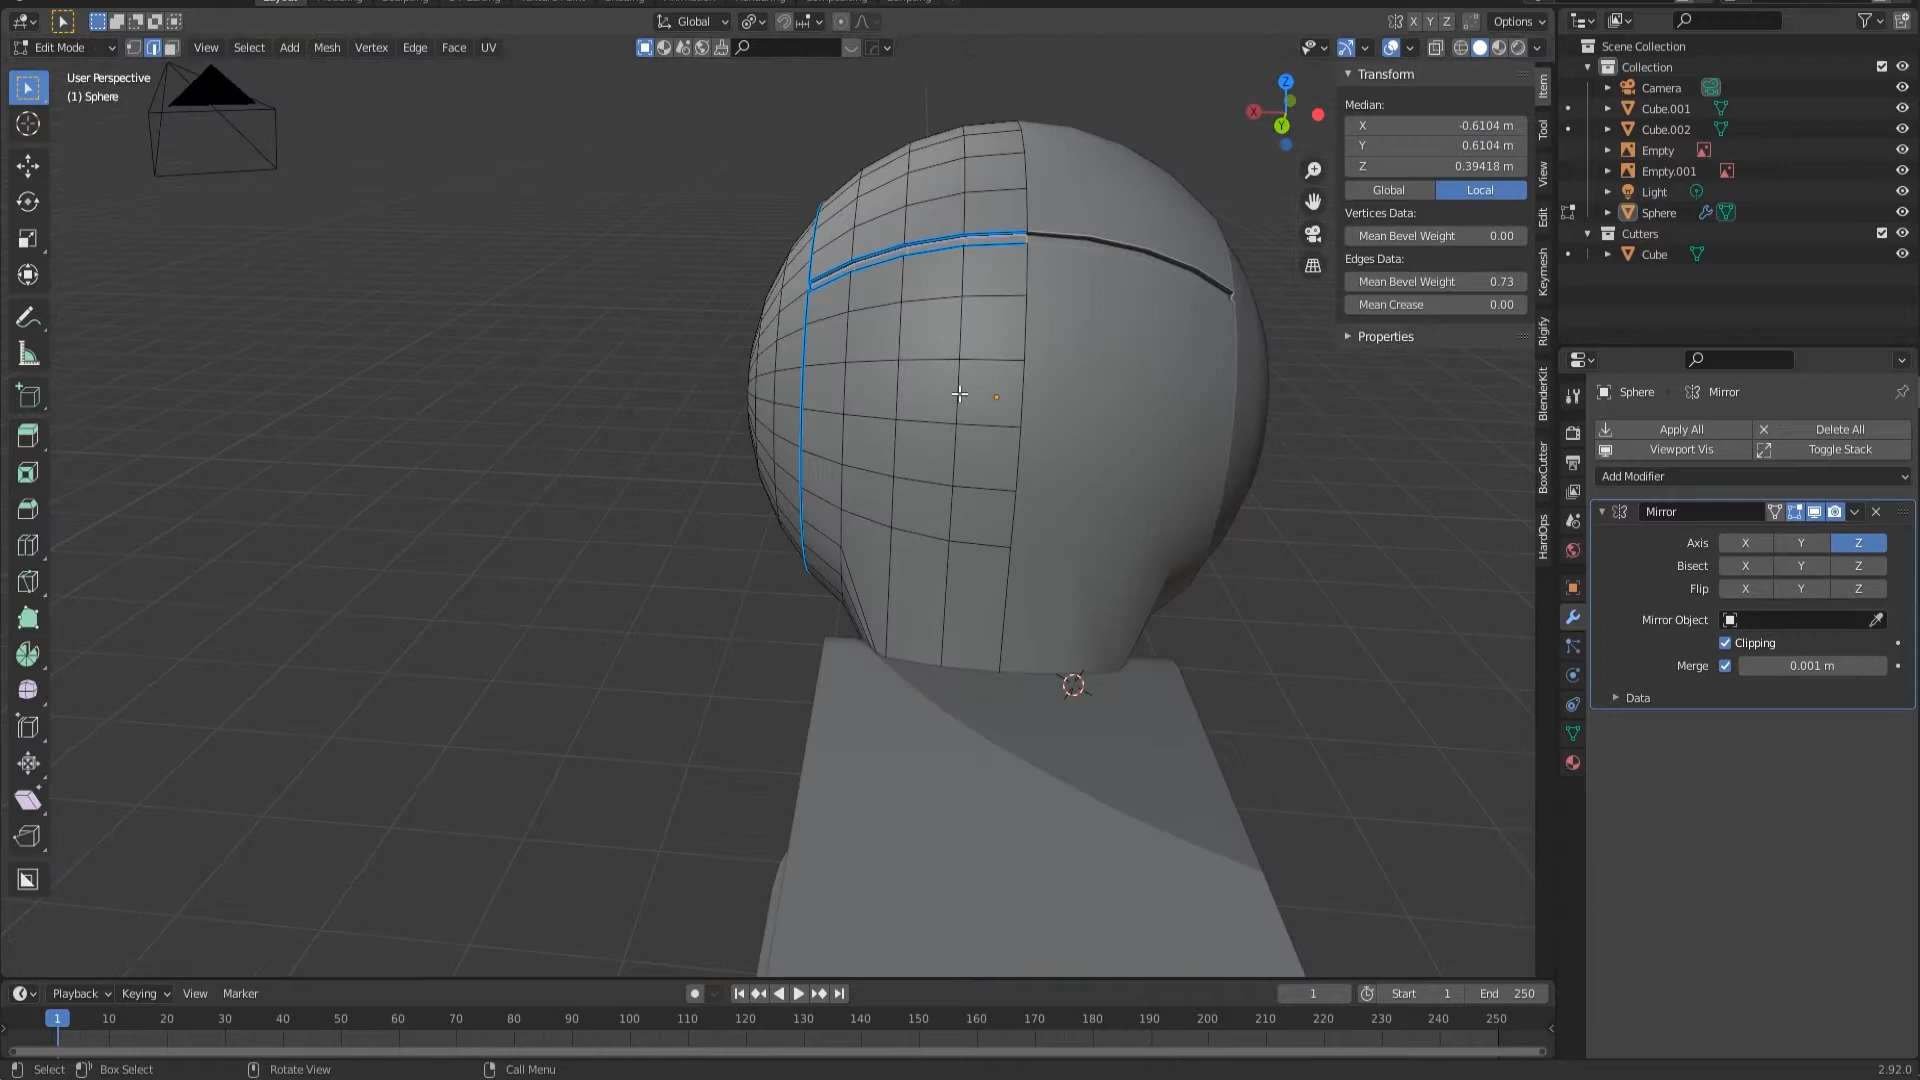 Global
Options
Edit Mode
View
Select
Add
Mesh
Vertex
Edge
Face
UV
User Perspective
(1) Sphere
Z
X
Y
Transform
Median:
X -0.6104 m
Y 0.6104 m
Z 0.39418 m
Global
Local
Vertices Data:
Mean Bevel Weight 0.00
Edges Data:
Mean Bevel Weight 0.73
Mean Crease 0.00
Properties
Item
Tool
View
Edit
Keymesh
Rigify
BlenderKit
BoxCutter
HardOps
Scene Collection
Collection
Camera
Cube.001
Cube.002
Empty
Empty.001
Light
Sphere
Cutters
Cube
Sphere
Mirror
Apply All
Delete All
Viewport Vis
Toggle Stack
Add Modifier
Mirror
Axis X Y Z
Bisect X Y Z
Flip X Y Z
Mirror Object
Clipping
Merge 0.001 m
Data
Playback
Keying
View
Marker
1
Start 1
End 250
1 10 20 30 40 50 60 70 80 90 100 110 120 130 140 150 160 170 180 190 200 210 220 230 240 250
Select
Box Select
Rotate View
Call Menu
2.92.0
X Y Z